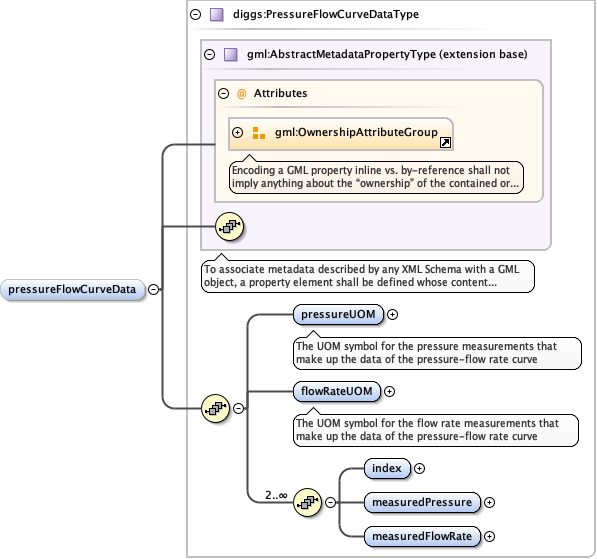 diggs:PressureFlowCurveDataType
gml:AbstractMetadataPropertyType (extension base)
@ Attributes
gml:OwnershipAttributeGroup
Encoding a GML property inline vs. by-reference shall not
imply anything about the “ownership” of the contained or...
To associate metadata described by any XML Schema with a GML
object, a property element shall be defined whose content...
pressureFlowCurveData
pressureUOM
The UOM symbol for the pressure measurements that
make up the data of the pressure-flow rate curve
flowRateUOM
The UOM symbol for the flow rate measurements that
make up the data of the pressure-flow rate curve
2..∞
index
measuredPressure
measuredFlowRate